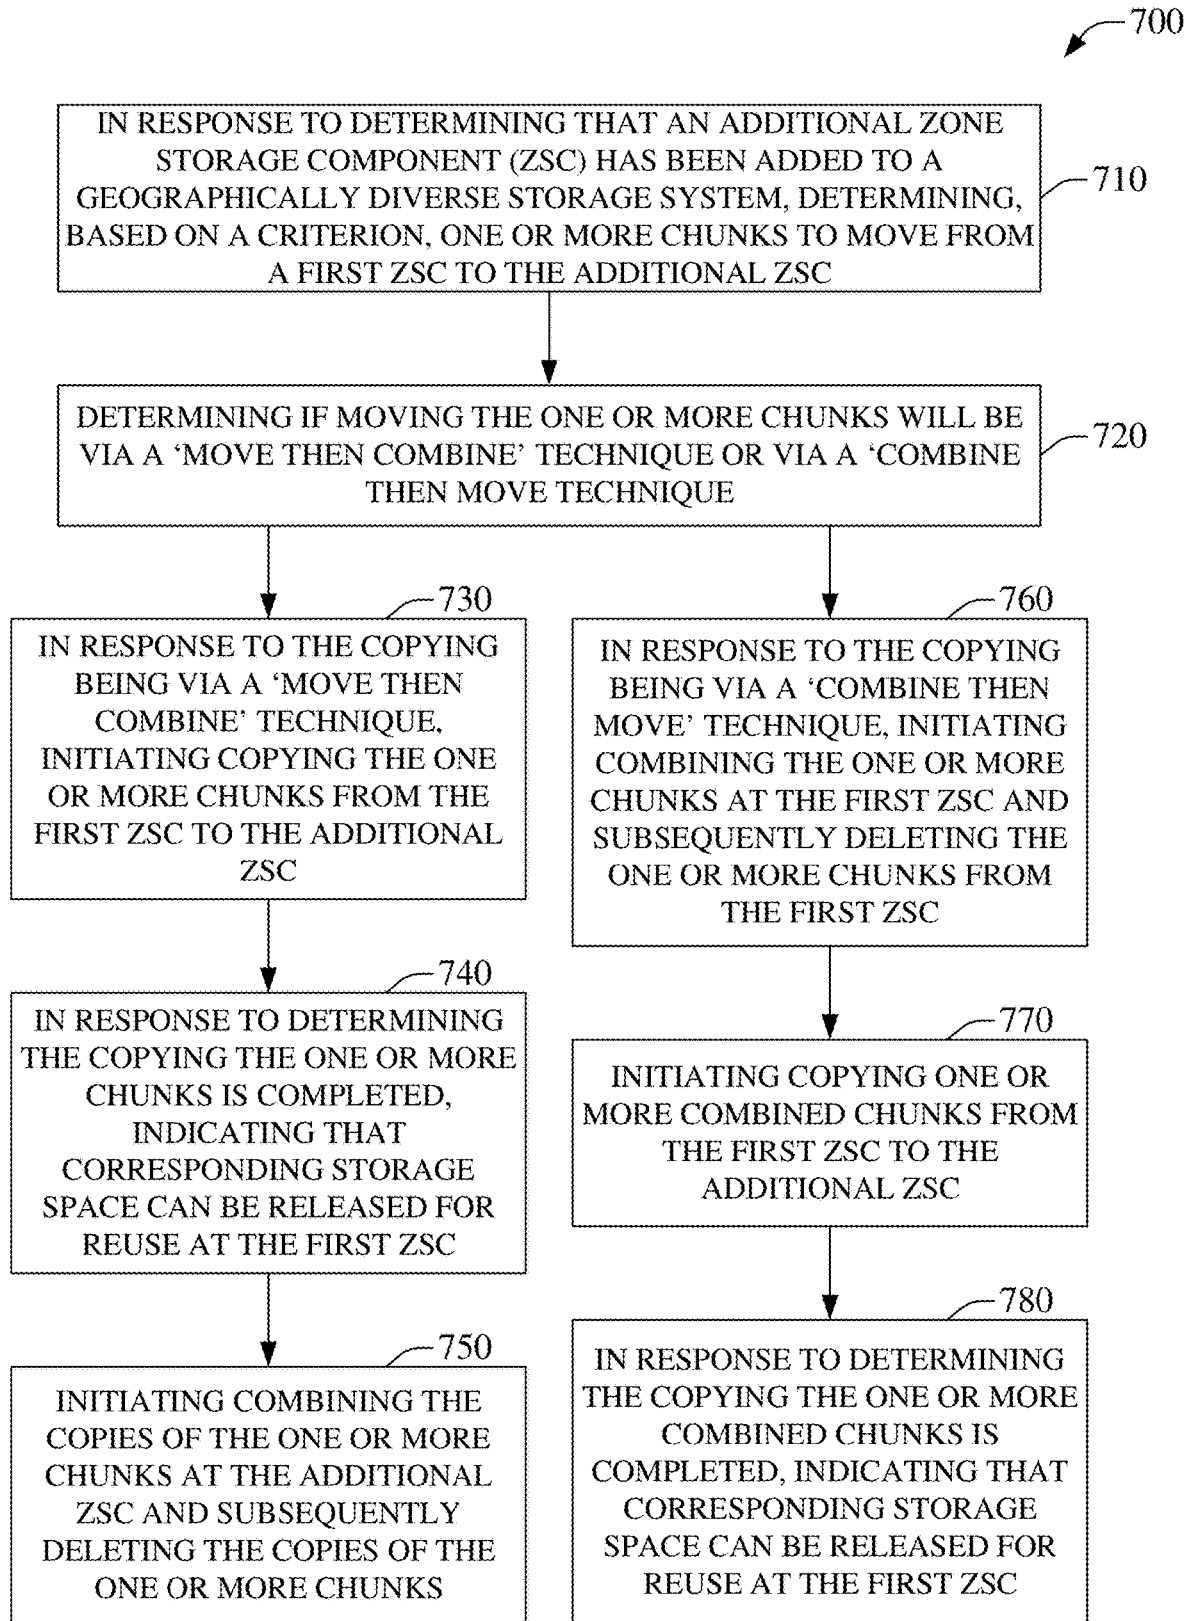 700
IN RESPONSE TO DETERMINING THAT AN ADDITIONAL ZONE
STORAGE COMPONENT (ZSC) HAS BEEN ADDED TO A
GEOGRAPHICALLY DIVERSE STORAGE SYSTEM, DETERMINING,
BASED ON A CRITERION, ONE OR MORE CHUNKS TO MOVE FROM
A FIRST ZSC TO THE ADDITIONAL ZSC
710
DETERMINING IF MOVING THE ONE OR MORE CHUNKS WILL BE
VIA A ‘MOVE THEN COMBINE’ TECHNIQUE OR VIA A ‘COMBINE
THEN MOVE TECHNIQUE
720
730
IN RESPONSE TO THE COPYING
BEING VIA A ‘MOVE THEN
COMBINE’ TECHNIQUE,
INITIATING COPYING THE ONE
OR MORE CHUNKS FROM THE
FIRST ZSC TO THE ADDITIONAL
ZSC
740
IN RESPONSE TO DETERMINING
THE COPYING THE ONE OR MORE
CHUNKS IS COMPLETED,
INDICATING THAT
CORRESPONDING STORAGE
SPACE CAN BE RELEASED FOR
REUSE AT THE FIRST ZSC
750
INITIATING COMBINING THE
COPIES OF THE ONE OR MORE
CHUNKS AT THE ADDITIONAL
ZSC AND SUBSEQUENTLY
DELETING THE COPIES OF THE
ONE OR MORE CHUNKS
760
IN RESPONSE TO THE COPYING
BEING VIA A ‘COMBINE THEN
MOVE’ TECHNIQUE, INITIATING
COMBINING THE ONE OR MORE
CHUNKS AT THE FIRST ZSC AND
SUBSEQUENTLY DELETING THE
ONE OR MORE CHUNKS FROM
THE FIRST ZSC
770
INITIATING COPYING ONE OR
MORE COMBINED CHUNKS FROM
THE FIRST ZSC TO THE
ADDITIONAL ZSC
780
IN RESPONSE TO DETERMINING
THE COPYING THE ONE OR MORE
COMBINED CHUNKS IS
COMPLETED, INDICATING THAT
CORRESPONDING STORAGE
SPACE CAN BE RELEASED FOR
REUSE AT THE FIRST ZSC